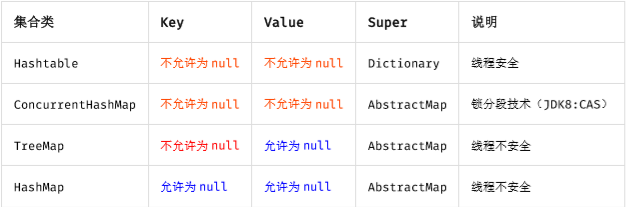 集合类 Key Value Super 说明
Hashtable 不允许为 null 不允许为 null Dictionary 线程安全
ConcurrentHashMap 不允许为 null 不允许为 null AbstractMap 锁分段技术（JDK8:CAS）
TreeMap 不允许为 null 允许为 null AbstractMap 线程不安全
HashMap 允许为 null 允许为 null AbstractMap 线程不安全